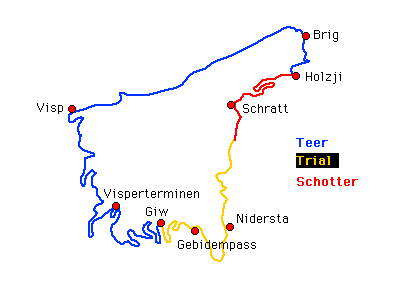 Brig
Holzji
Visp
Schratt
Teer
Trial
Schotter
Visperterminen
Giw
Nidersta
Gebidempass